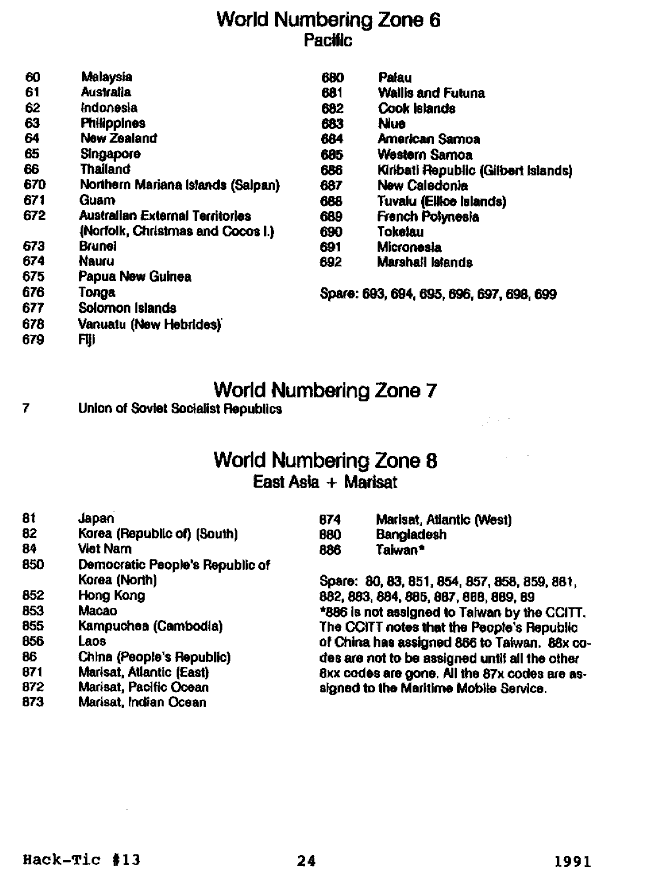 World Numbering Zone 6
Pacific
60 Malaysia
61 Australia
62 Indonesia
63 Philippines
64 New Zealand
65 Singapore
66 Thailand
670 Northern Mariana Islands (Saipan)
671 Guam
672 Australian External Territories
(Norfolk, Christmas and Cocos I.)
673 Brunei
674 Nauru
675 Papua New Guinea
676 Tonga
677 Solomon Islands
678 Vanuatu (New Hebrides)
679 Fiji
680 Palau
681 Wallis and Futuna
682 Cook Islands
683 Niue
684 American Samoa
685 Western Samoa
686 Kiribati Republic (Gilbert Islands)
687 New Caledonia
688 Tuvalu (Ellice Islands)
689 French Polynesia
690 Tokelau
691 Micronesia
692 Marshall Islands
Spare: 693, 694, 695, 696, 697, 698, 699
World Numbering Zone 7
7 Union of Soviet Socialist Republics
World Numbering Zone 8
East Asia + Marisat
81 Japan
82 Korea (Republic of) (South)
84 Viet Nam
850 Democratic People's Republic of
Korea (North)
852 Hong Kong
853 Macao
855 Kampuchea (Cambodia)
856 Laos
86 China (People's Republic)
871 Marisat, Atlantic (East)
872 Marisat, Pacific Ocean
873 Marisat, Indian Ocean
874 Marisat, Atlantic (West)
880 Bangladesh
886 Taiwan*
Spare: 80, 83, 851, 854, 857, 858, 859, 881,
882, 883, 884, 885, 887, 888, 889, 89
*886 is not assigned to Taiwan by the CCITT.
The CCITT notes that the People's Republic
of China has assigned 866 to Taiwan. 88x co-
des are not to be assigned until all the other
8xx codes are gone. All the 87x codes are as-
signed to the Maritime Mobile Service.
Hack-Tic #13 24 1991